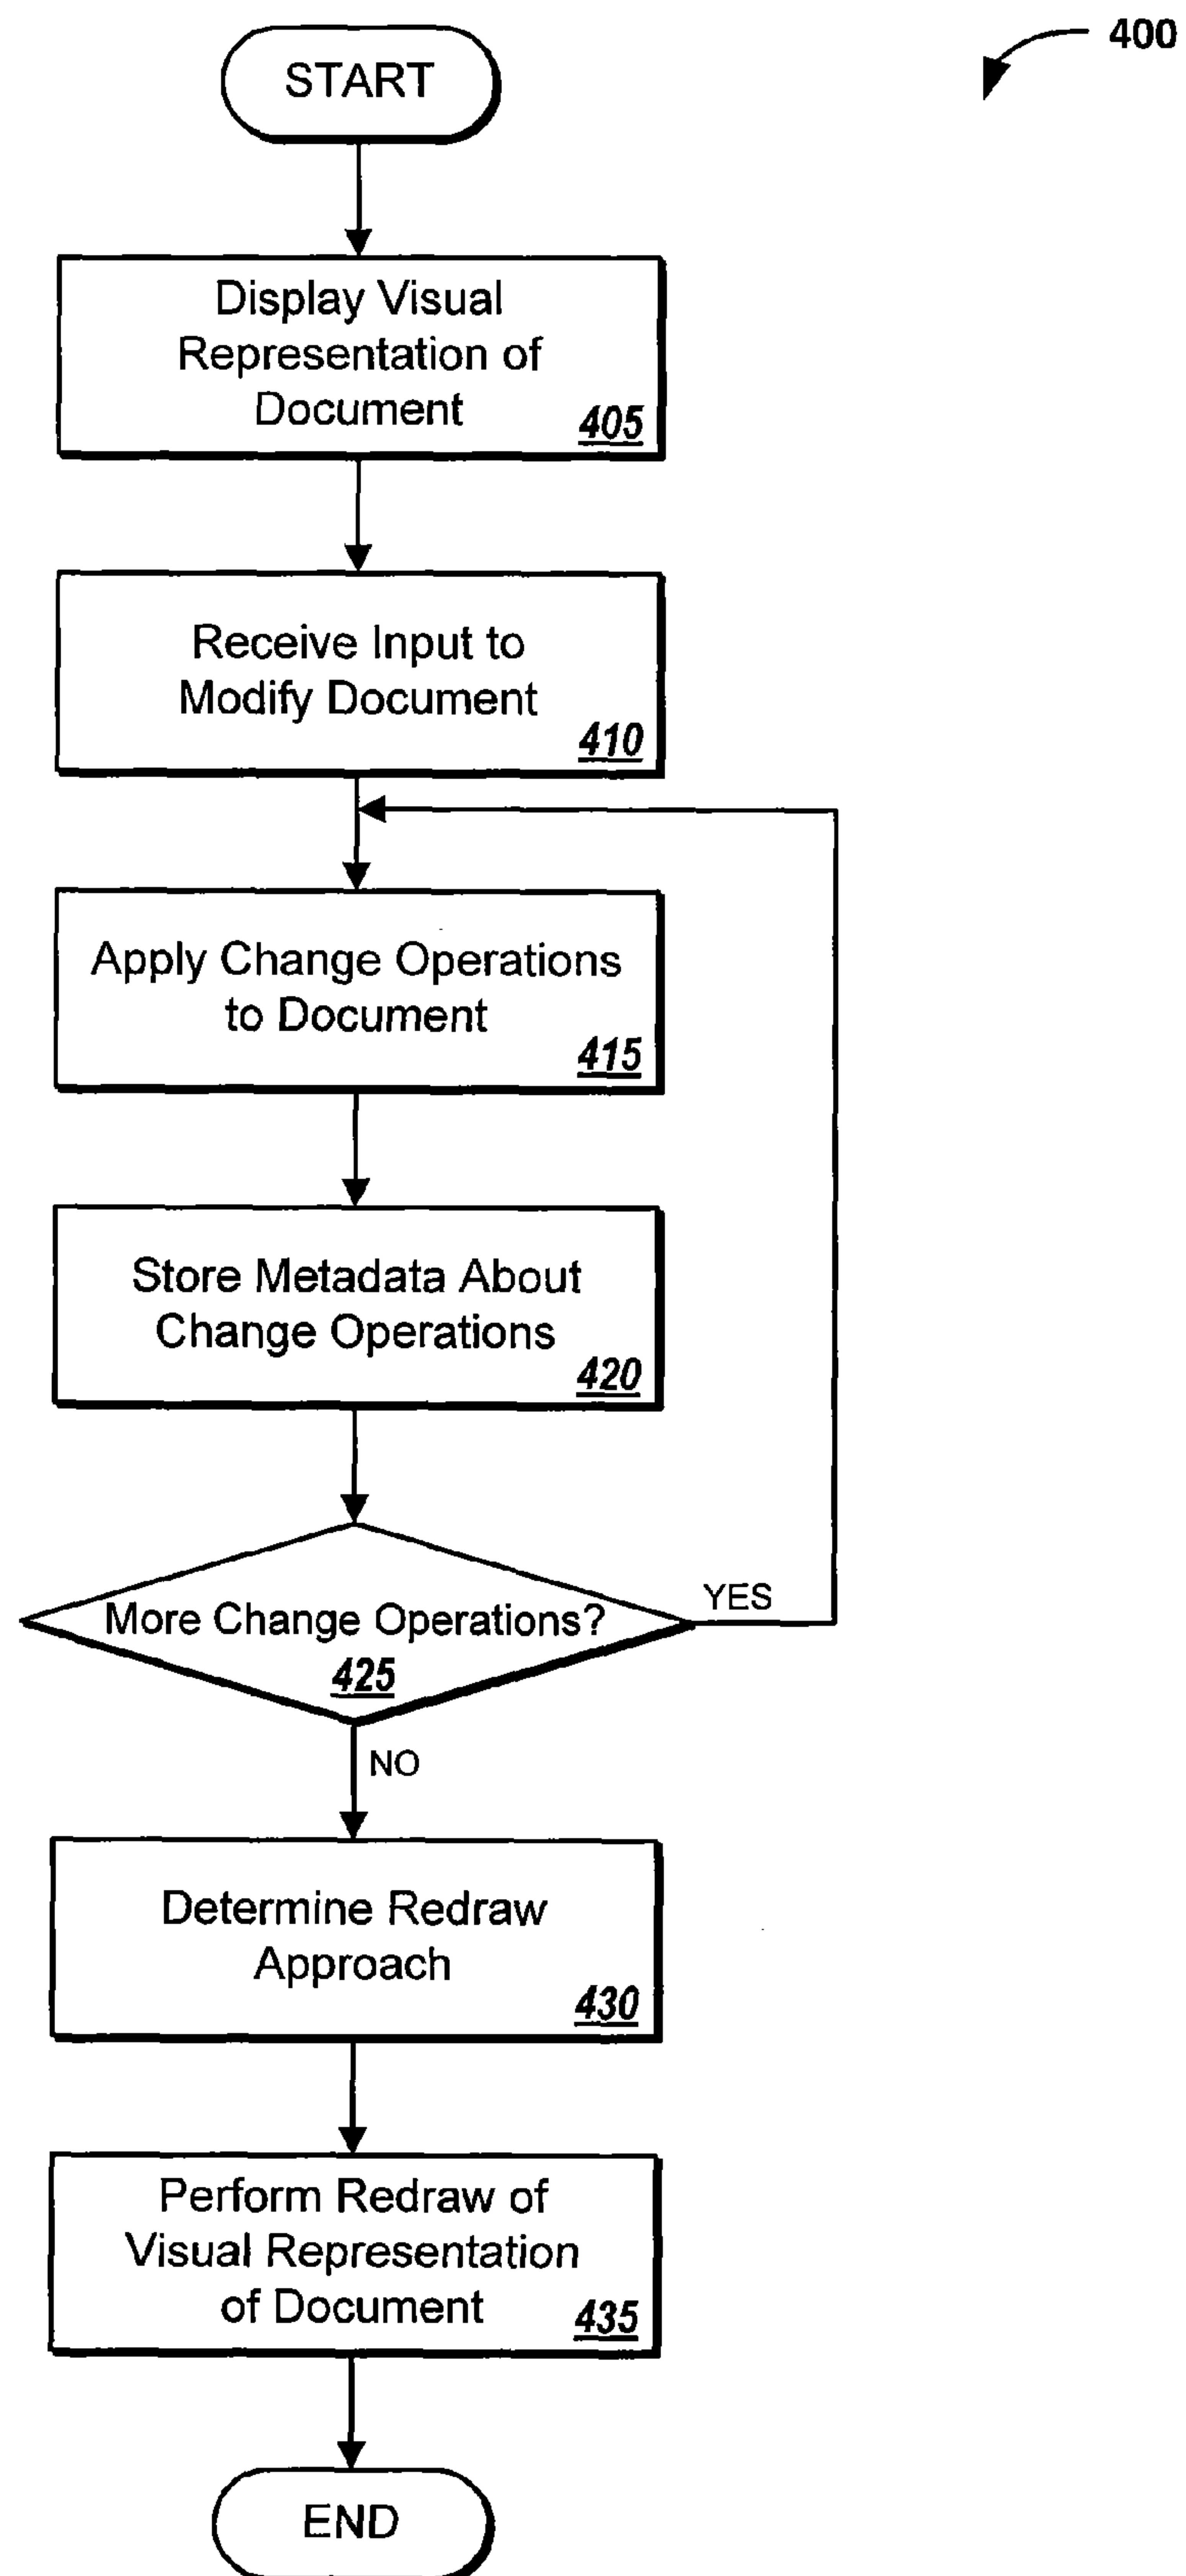 400
START
Display Visual
Representation of
Document
405
Receive Input to
Modify Document
410
Apply Change Operations
to Document
415
Store Metadata About
Change Operations
420
More Change Operations?
425
YES
NO
Determine Redraw
Approach
430
Perform Redraw of
Visual Representation
of Document
435
END